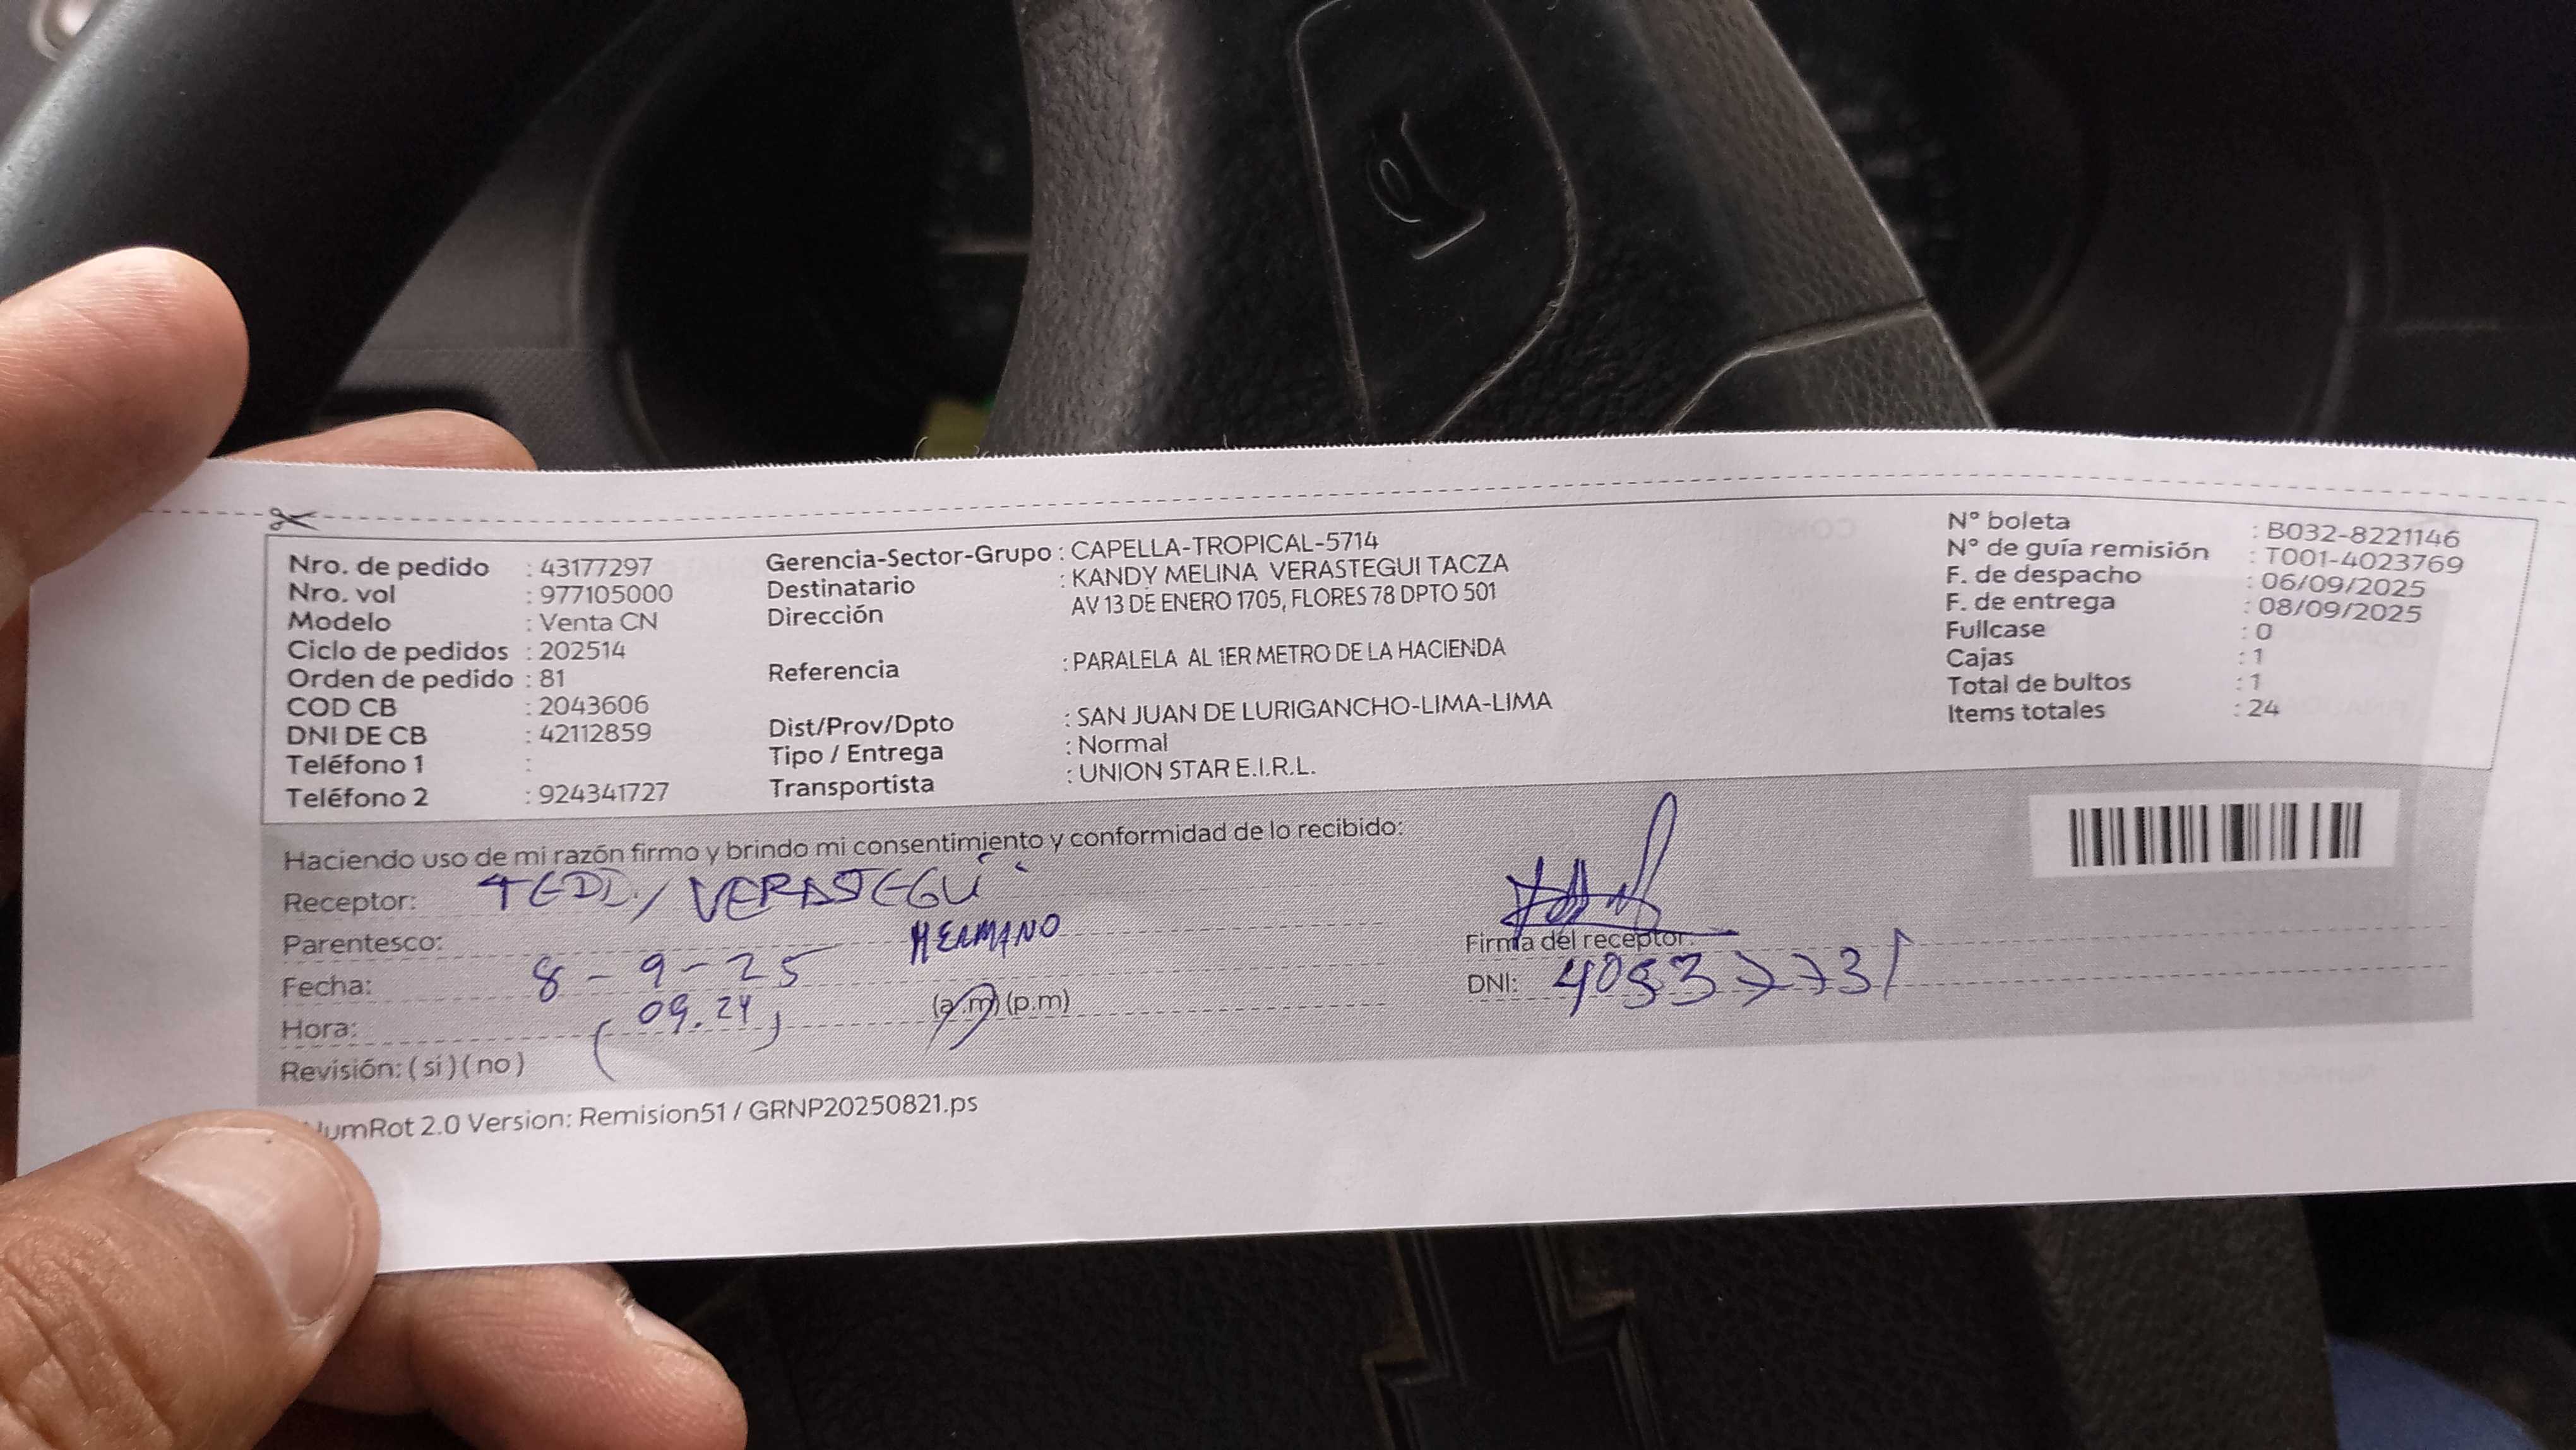 Nro. de pedido : 43177297
Nro. vol : 977105000
Modelo : Venta CN
Ciclo de pedidos : 202514
Orden de pedido : 81
COD CB : 2043606
DNI DE CB : 42112859
Teléfono 1 :
Teléfono 2 : 924341727
Gerencia-Sector-Grupo : CAPELLA-TROPICAL-5714
Destinatario : KANDY MELINA VERASTEGUI TACZA
Dirección AV 13 DE ENERO 1705, FLORES 78 DPTO 501
Referencia : PARALELA AL 1ER METRO DE LA HACIENDA
Dist/Prov/Dpto : SAN JUAN DE LURIGANCHO-LIMA-LIMA
Tipo / Entrega : Normal
Transportista : UNION STAR E.I.R.L.
N° boleta : B032-8221146
N° de guía remisión : T001-4023769
F. de despacho : 06/09/2025
F. de entrega : 08/09/2025
Fullcase : 0
Cajas : 1
Total de bultos : 1
Items totales : 24
Haciendo uso de mi razón firmo y brindo mi consentimiento y conformidad de lo recibido:
Receptor: VERASTEGUI
Parentesco: HERMANO
Fecha: 8-9-25
Hora: (09.24) (a.m) (p.m)
Revisión: (si) (no)
Firma del receptor:
DNI:
umRot 2.0 Version: Remision51 / GRNP20250821.ps